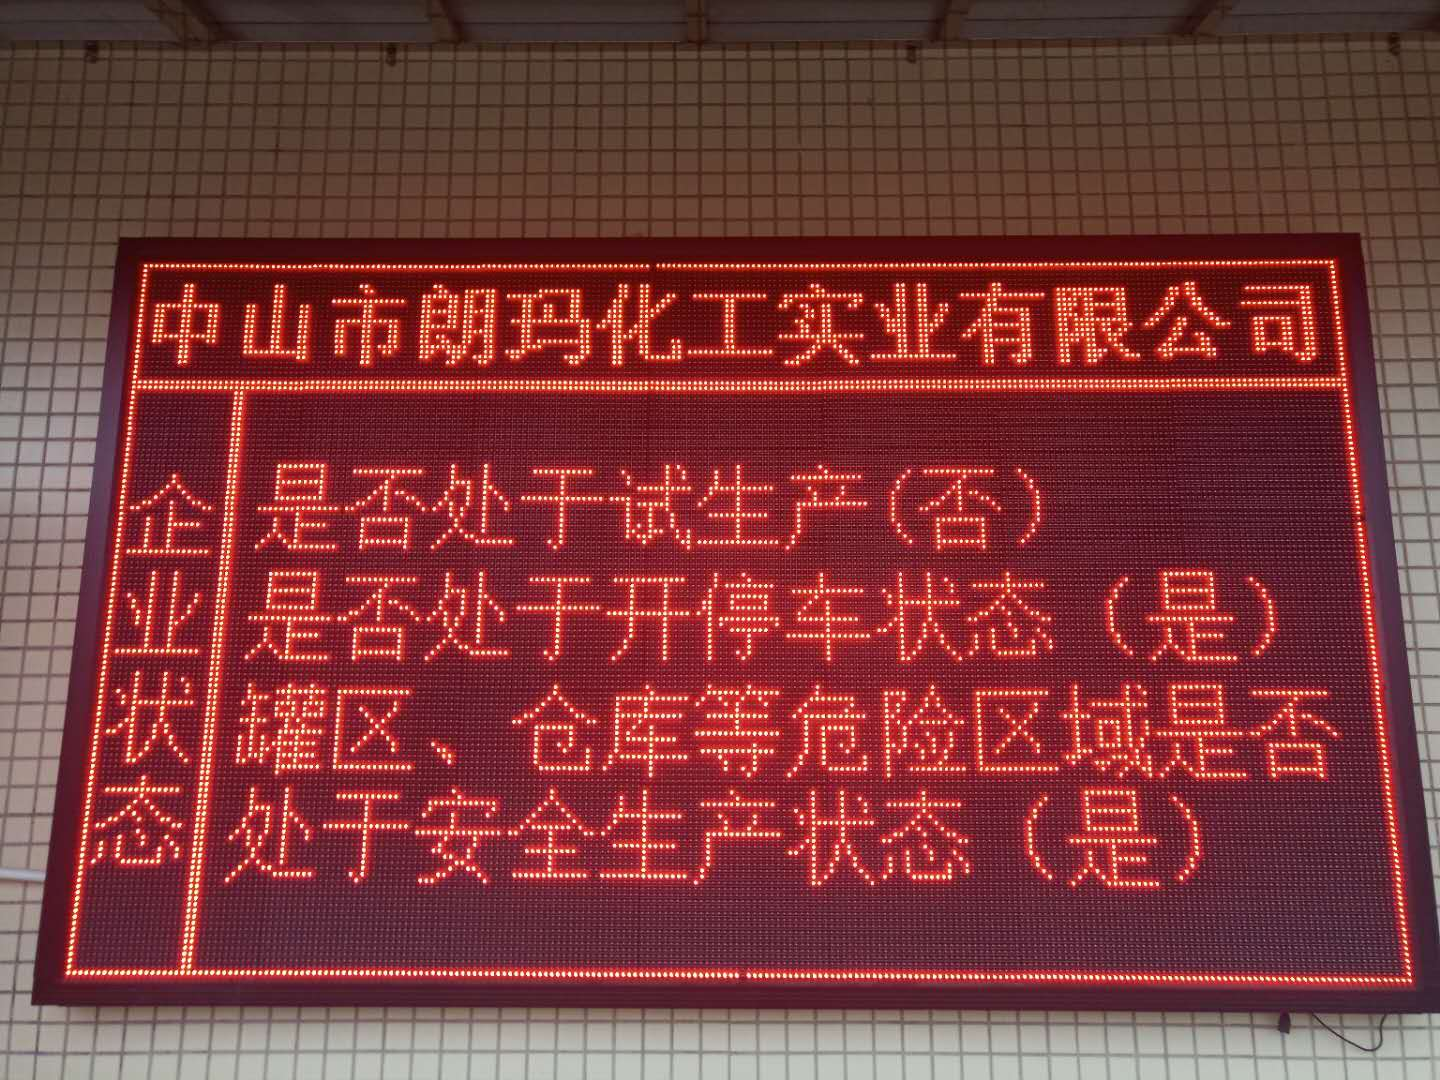 中山市朗玛化工实业有限公司
企业状态
是否处于试生产(否)
是否处于开停车状态（是）
罐区、仓库等危险区域是否
处于安全生产状态（是）